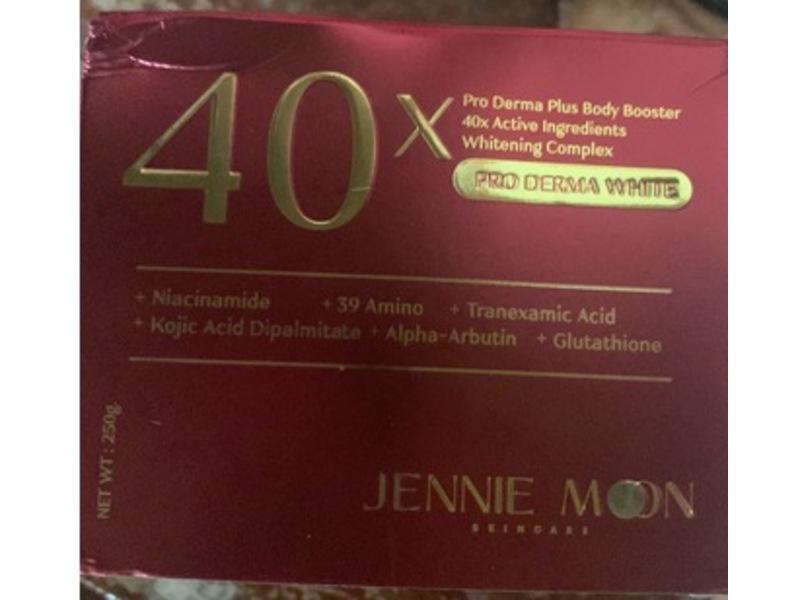 40X
Pro Derma Plus Body Booster
40x Active Ingredients
Whitening Complex
PRO DERMA WHITE
+ Niacinamide + 39 Amino + Tranexamic Acid
+ Kojic Acid Dipalmitate + Alpha-Arbutin + Glutathione
NET WT : 250g.
JENNIE MOON
SKINCARE